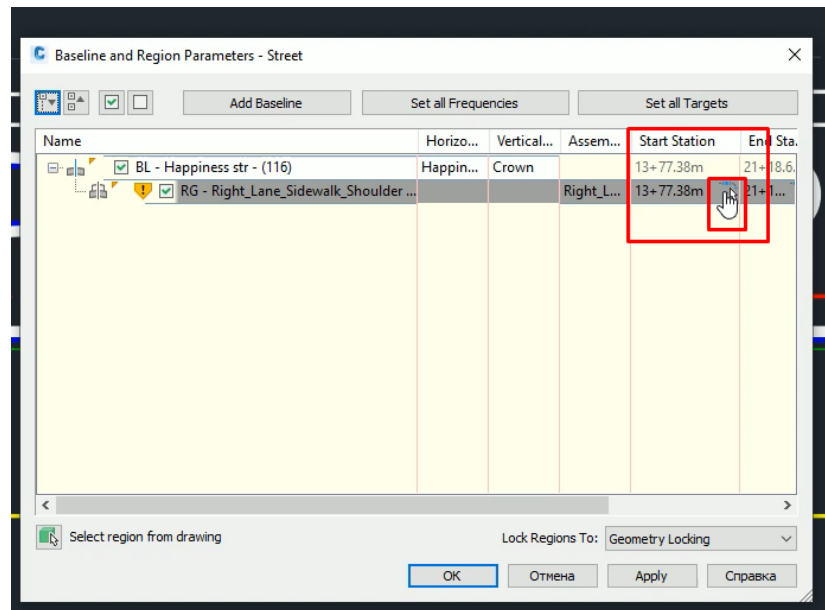 Baseline and Region Parameters - Street
Add Baseline Set all Frequencies Set all Targets
Name Horizo... Vertical... Assem... Start Station End Sta.
BL - Happiness str - (116) Happin... Crown 13+77.38m 21+18.6.
RG - Right_Lane_Sidewalk_Shoulder ... Right_L... 13+77.38m 21+1...
Select region from drawing Lock Regions To: Geometry Locking
OK Отмена Apply Справка